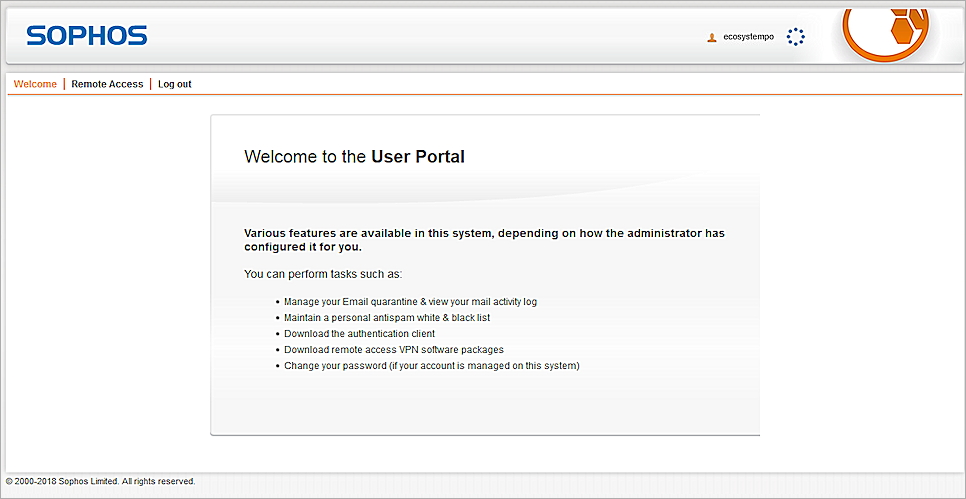 SOPHOS
ecosystempo
Welcome | Remote Access | Log out
Welcome to the User Portal
Various features are available in this system, depending on how the administrator has
configured it for you.
You can perform tasks such as:
• Manage your Email quarantine & view your mail activity log
• Maintain a personal antispam white & black list
• Download the authentication client
• Download remote access VPN software packages
• Change your password (if your account is managed on this system)
© 2000-2018 Sophos Limited. All rights reserved.